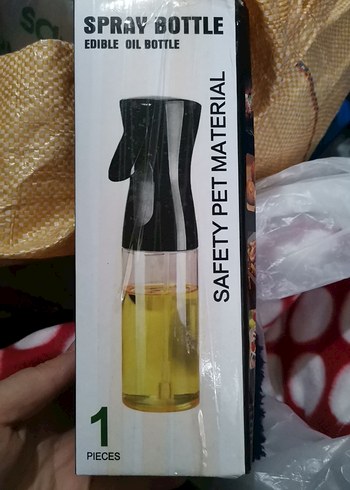 SPRAY BOTTLE
EDIBLE OIL BOTTLE
SAFETY PET MATERIAL
1
PIECES